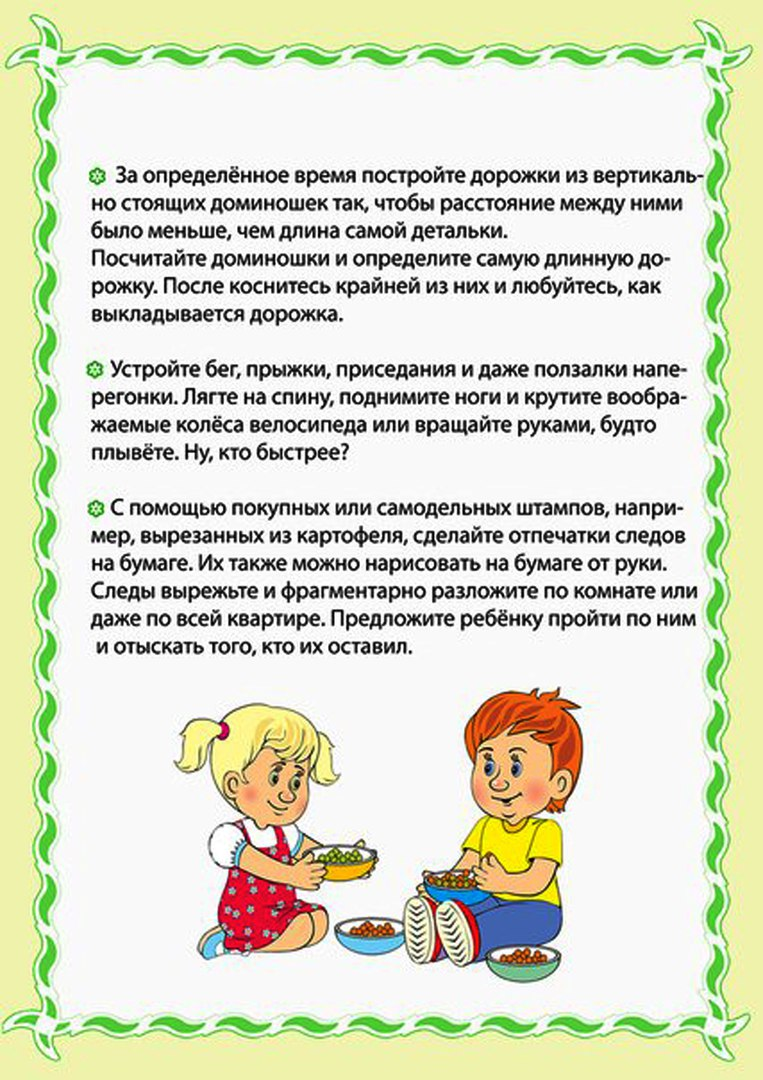 За определённое время постройте дорожки из вертикаль-
но стоящих доминошек так, чтобы расстояние между ними
было меньше, чем длина самой детальки.
Посчитайте доминошки и определите самую длинную до-
рожку. После коснитесь крайней из них и любуйтесь, как
выкладывается дорожка.
Устройте бег, прыжки, приседания и даже ползалки напе-
регонки. Лягте на спину, поднимите ноги и крутите вообра-
жаемые колёса велосипеда или вращайте руками, будто
плывёте. Ну, кто быстрее?
С помощью покупных или самодельных штампов, напри-
мер, вырезанных из картофеля, сделайте отпечатки следов
на бумаге. Их также можно нарисовать на бумаге от руки.
Следы вырежьте и фрагментарно разложите по комнате или
даже по всей квартире. Предложите ребёнку пройти по ним
и отыскать того, кто их оставил.